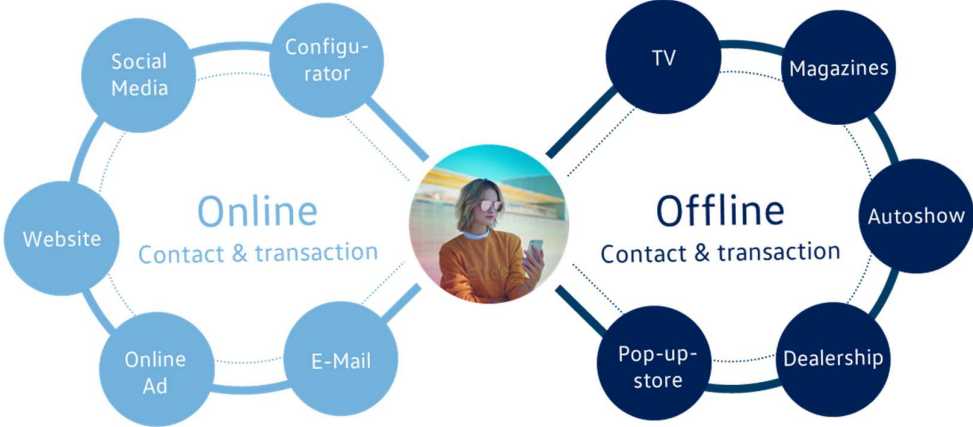 Configu-
rator
Social
Media
Website
Online
Ad
E-Mail
Online
Contact & transaction
TV
Magazines
Autoshow
Dealership
Pop-up-
store
Offline
Contact & transaction